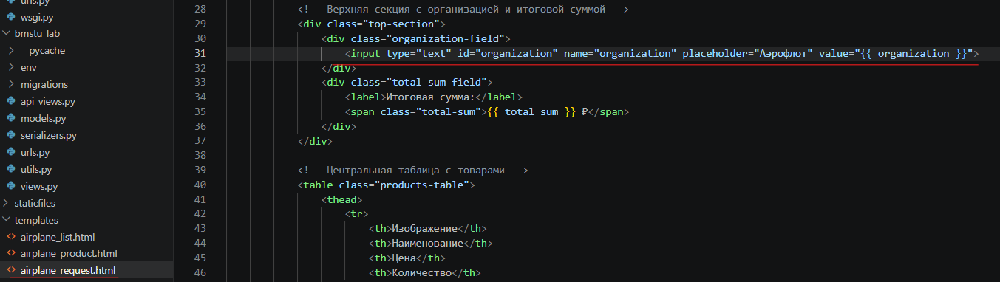 urls.py
wsgi.py
bmstu_lab
__pycache__
env
migrations
api_views.py
models.py
serializers.py
urls.py
utils.py
views.py
staticfiles
templates
airplane_list.html
airplane_product.html
airplane_request.html
28 <!-- Верхняя секция с организацией и итоговой суммой -->
29 <div class="top-section">
30 <div class="organization-field">
31 <input type="text" id="organization" name="organization" placeholder="Аэрофлот" value="{{ organization }}">
32 </div>
33 <div class="total-sum-field">
34 <label>Итоговая сумма:</label>
35 <span class="total-sum">{{ total_sum }} ₽</span>
36 </div>
37 </div>
38
39 <!-- Центральная таблица с товарами -->
40 <table class="products-table">
41 <thead>
42 <tr>
43 <th>Изображение</th>
44 <th>Наименование</th>
45 <th>Цена</th>
46 <th>Количество</th>